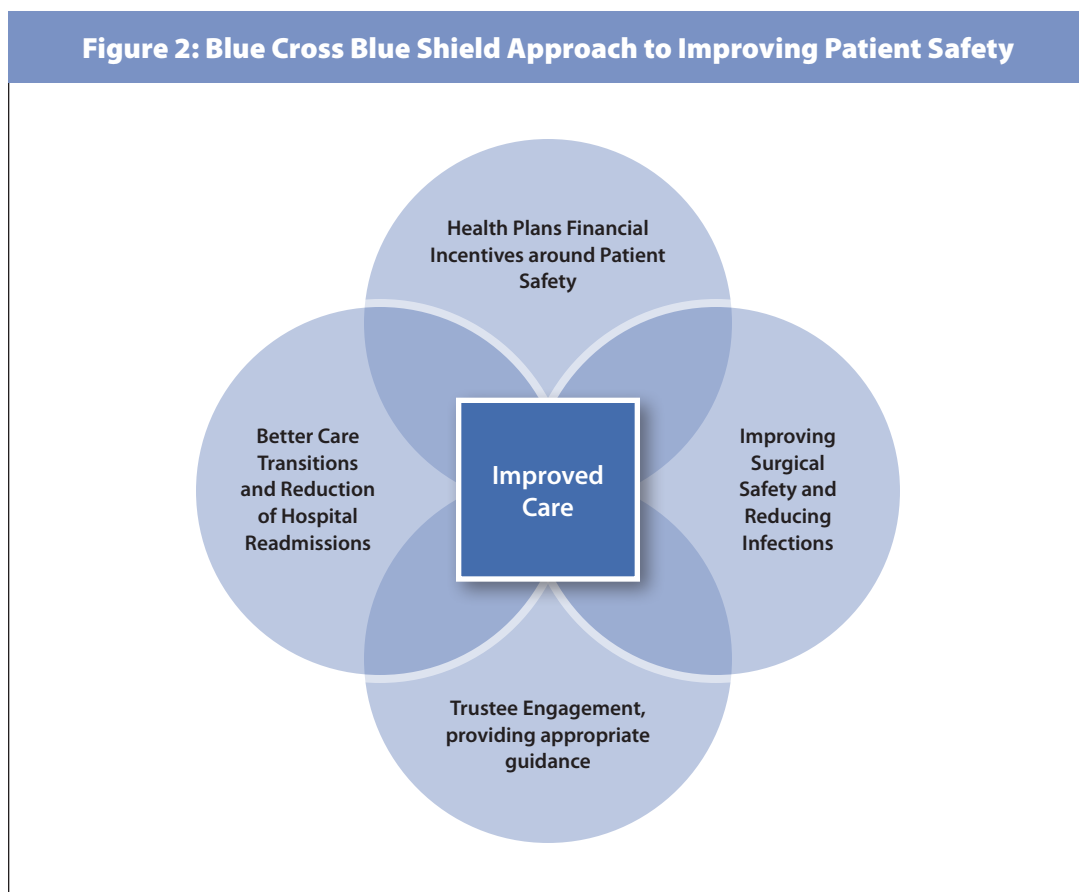 Figure 2: Blue Cross Blue Shield Approach to Improving Patient Safety
Health Plans Financial
Incentives around Patient
Safety
Better Care
Transitions
and Reduction
of Hospital
Readmissions
Improved
Care
Improving
Surgical
Safety and
Reducing
Infections
Trustee Engagement,
providing appropriate
guidance